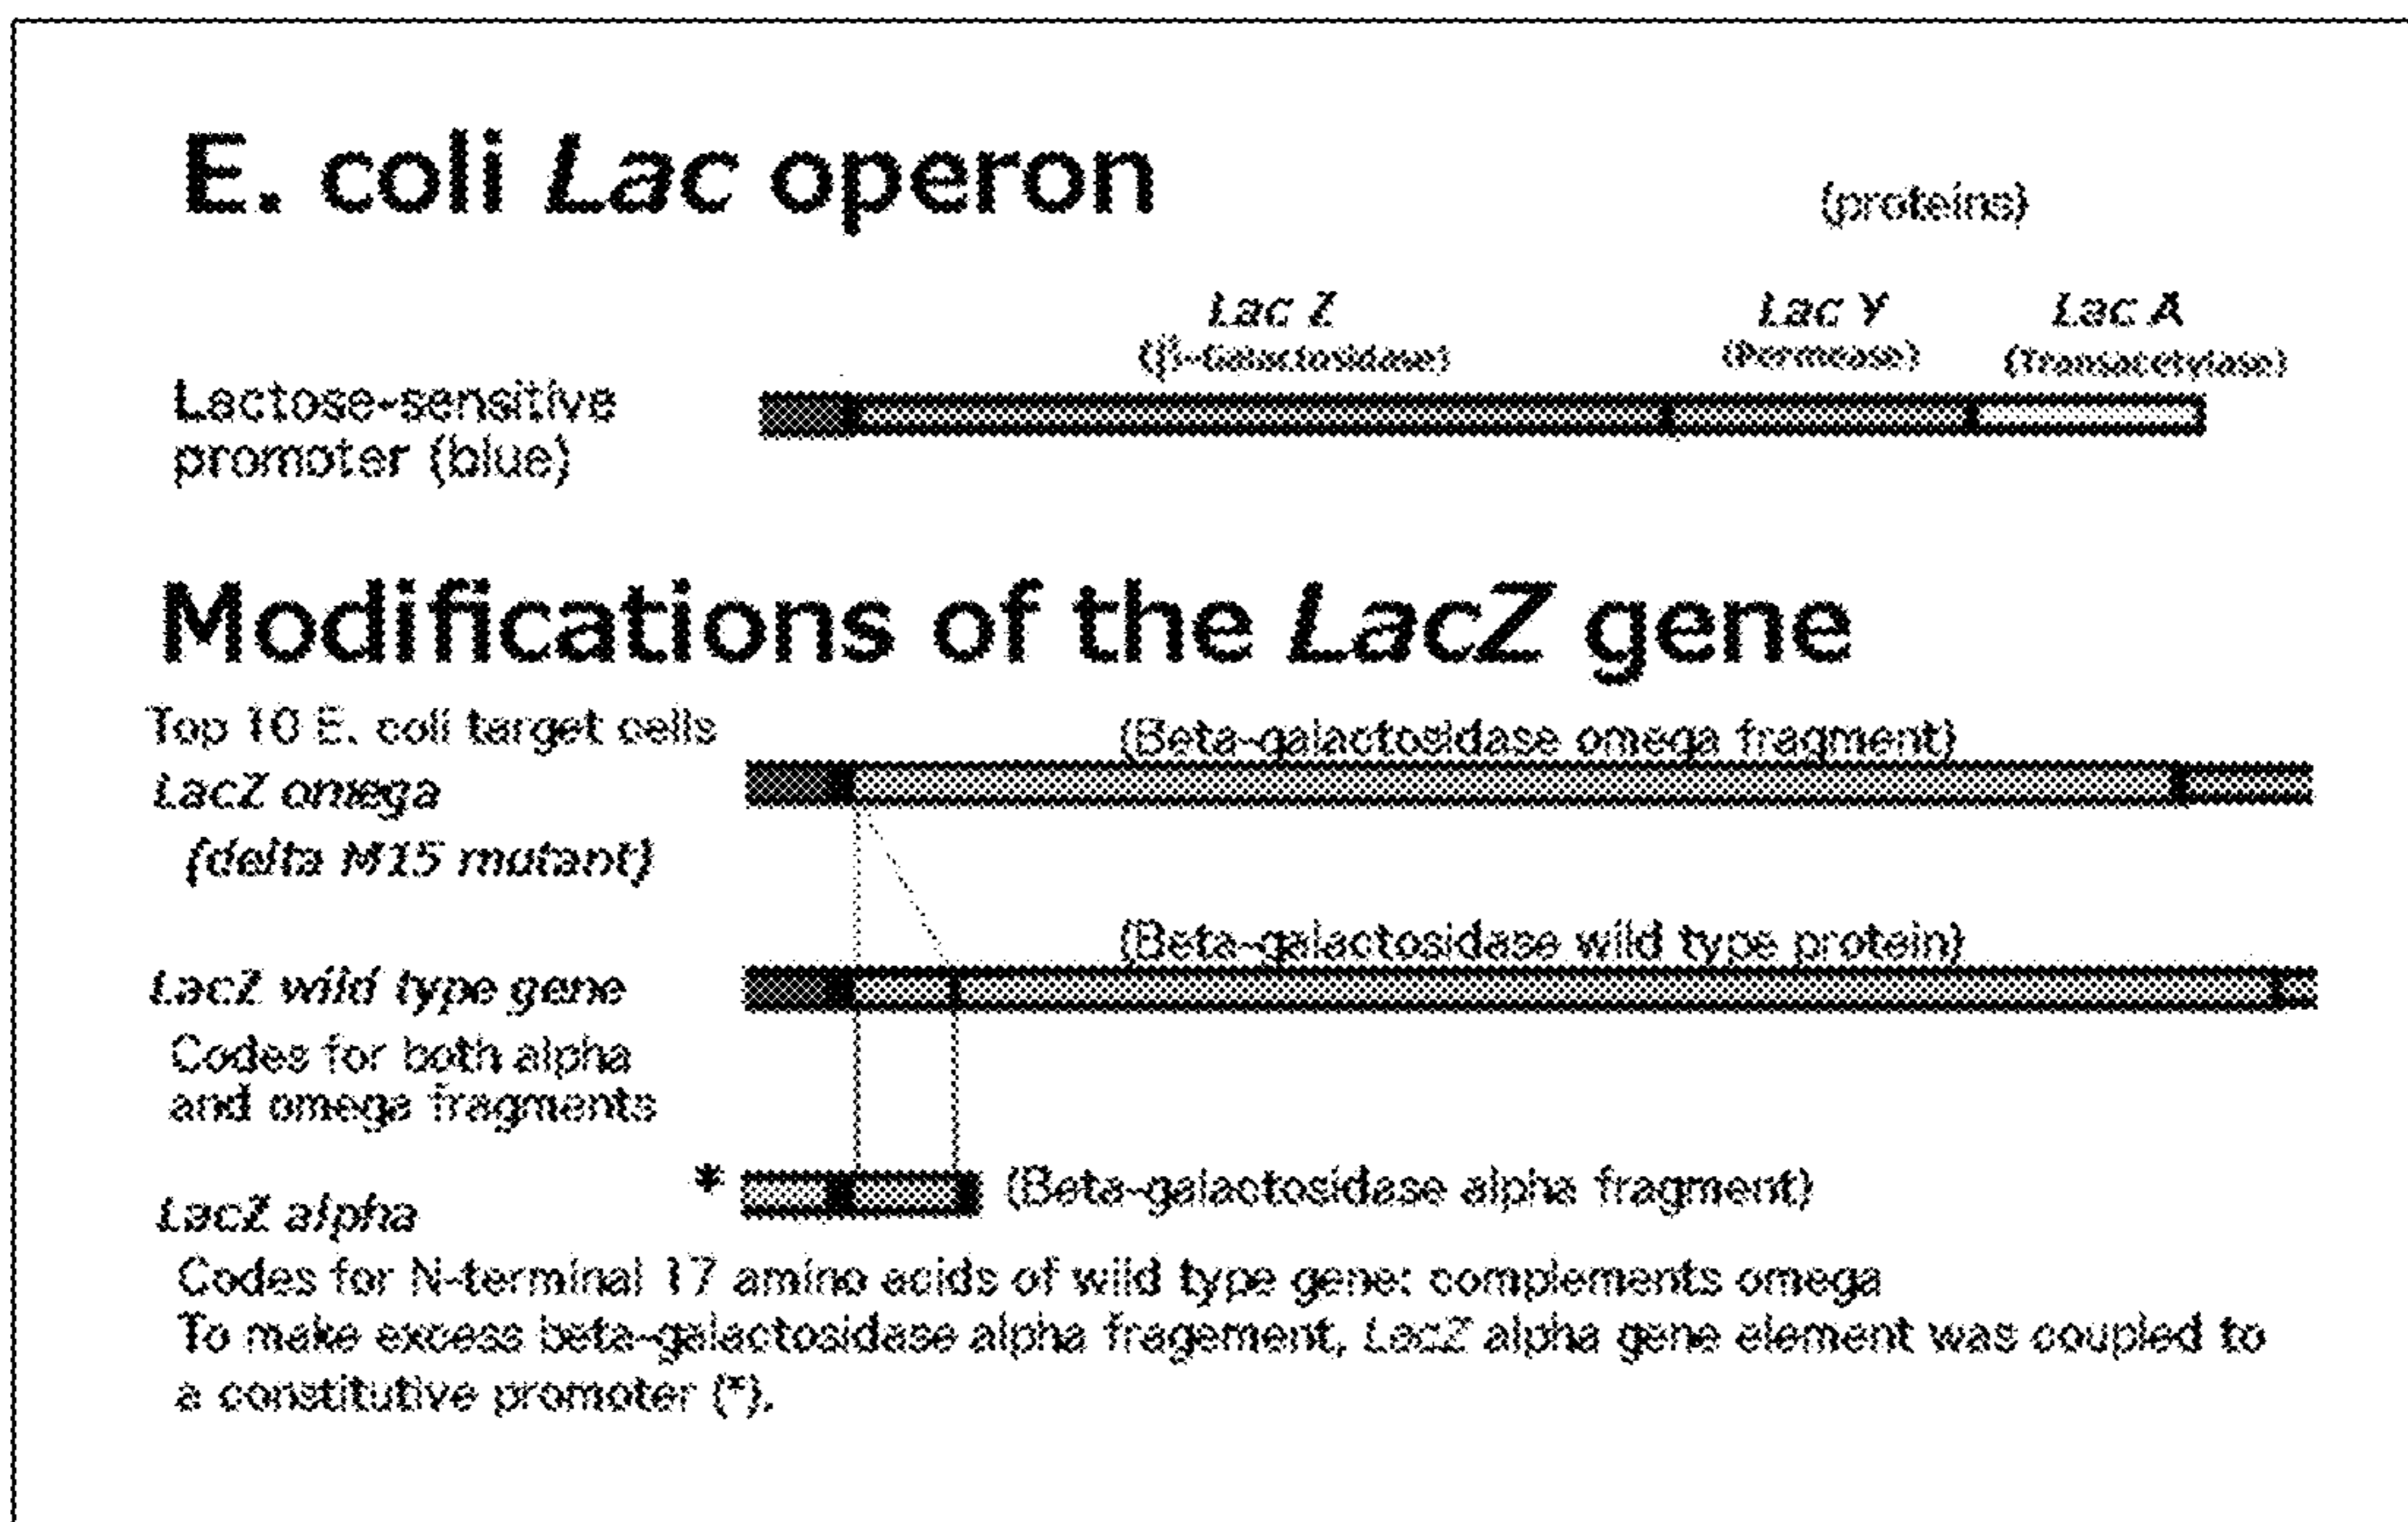 E. coli Lac operon
(proteins)
Lac Z
Lac Y
Lac A
(β-Galactosidase)
(Permease)
(Transacetylase)
Lactose-sensitive
promoter (blue)
Modifications of the LacZ gene
Top 10 E. coli target cells
(Beta-galactosidase omega fragment)
LacZ omega
(delta M15 mutant)
(Beta-galactosidase wild type protein)
LacZ wild type gene
Codes for both alpha
and omega fragments
* (Beta-galactosidase alpha fragment)
LacZ alpha
Codes for N-terminal 17 amino acids of wild type gene: complements omega
To make excess beta-galactosidase alpha fragement, LacZ alpha gene element was coupled to
a constitutive promoter (*).